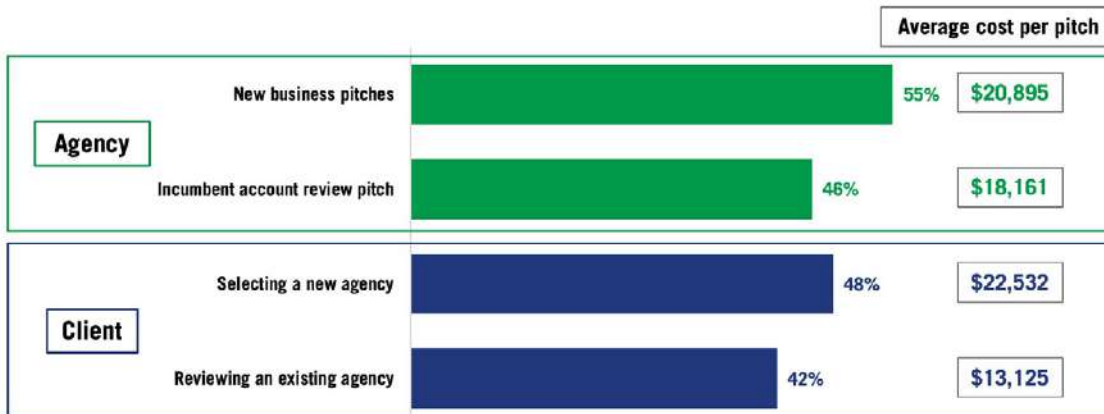 Average cost per pitch
New business pitches 55% $20,895
Agency
Incumbent account review pitch 46% $18,161
Selecting a new agency 48% $22,532
Client
Reviewing an existing agency 42% $13,125